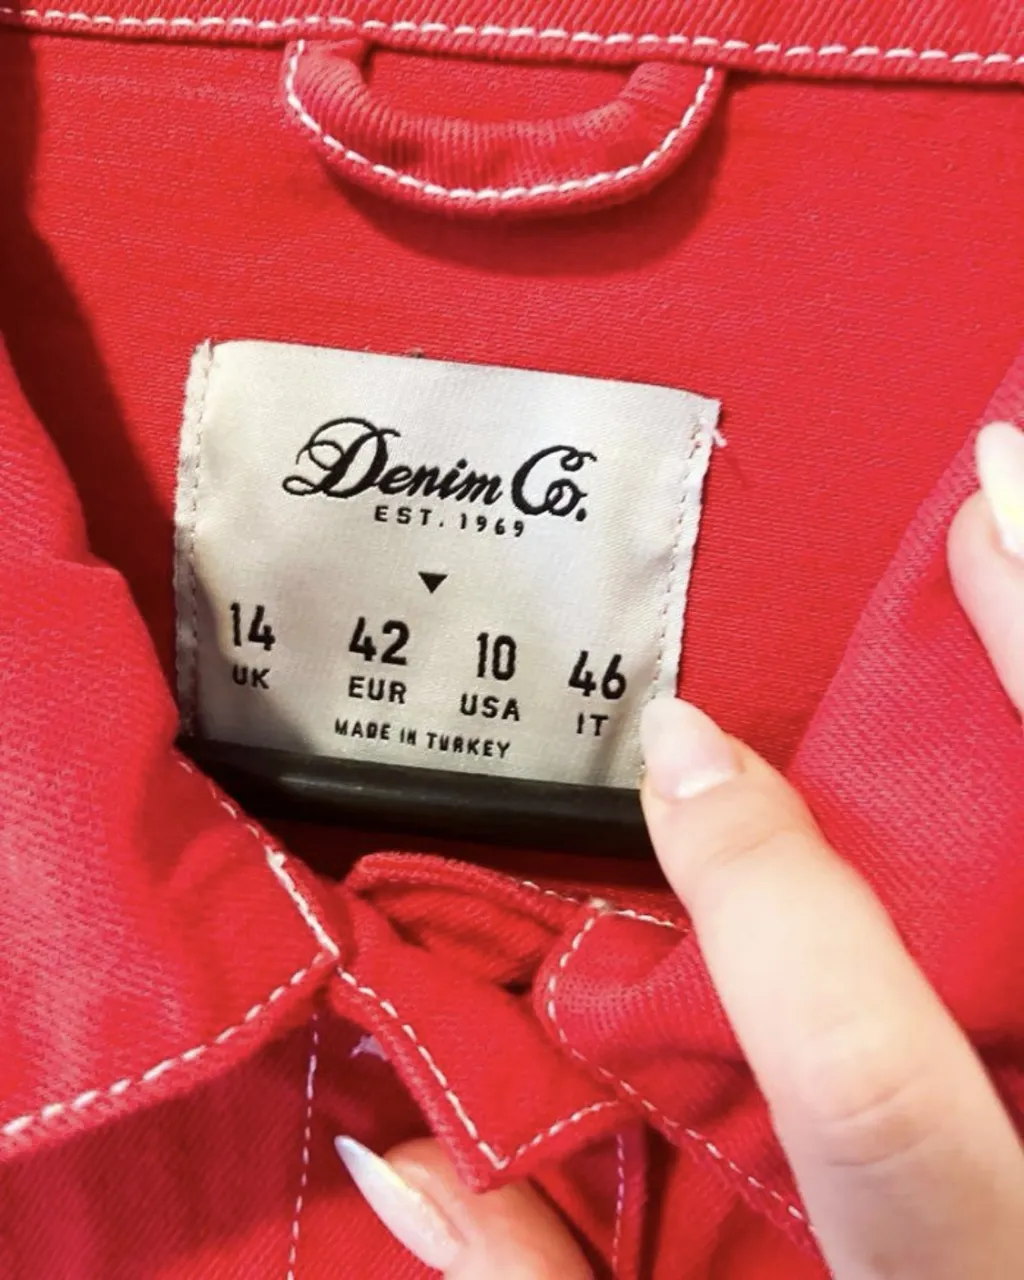 Denim Co.
EST. 1969
14 42 10 46
UK EUR USA IT
MADE IN TURKEY